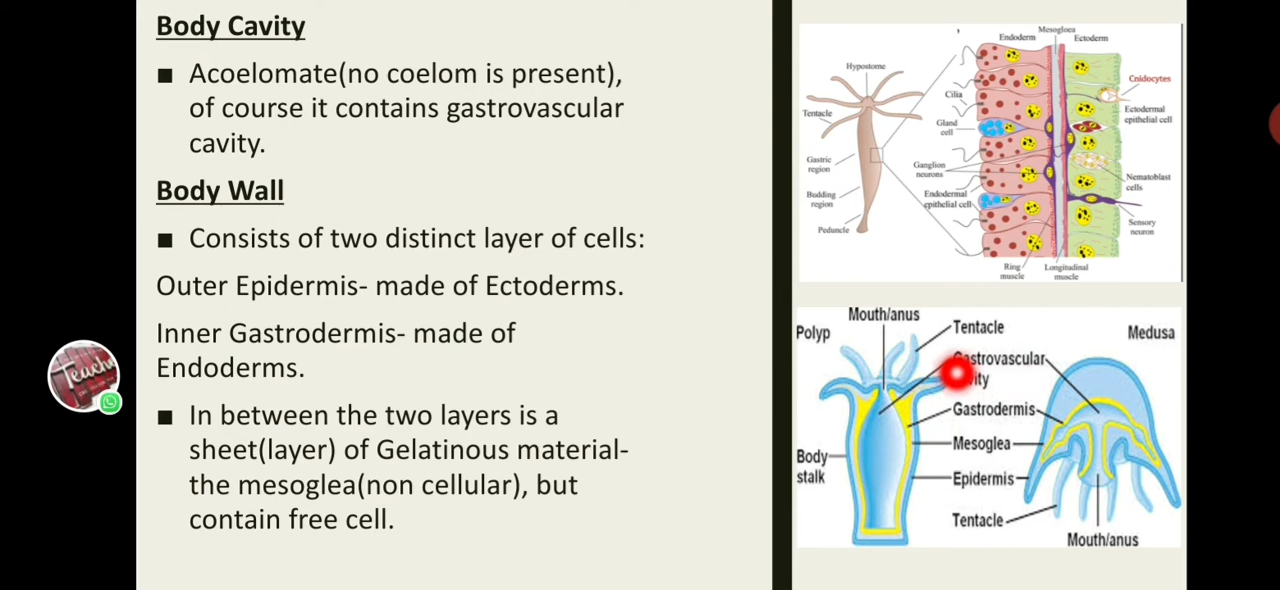 Body Cavity
■ Acoelomate(no coelom is present),
of course it contains gastrovascular
cavity.
Body Wall
■ Consists of two distinct layer of cells:
Outer Epidermis- made of Ectoderms.
Inner Gastrodermis- made of
Endoderms.
■ In between the two layers is a
sheet(layer) of Gelatinous material-
the mesoglea(non cellular), but
contain free cell.
Teachy
Mesogloea
Endoderm
Ectoderm
Hypostome
Cnidocytes
Cilia
Tentacle
Ectodermal
epithelial cell
Gland
cell
Gastric
region
Ganglion
neurons
Nematoblast
cells
Budding
region
Endodermal
epithelial cell
Sensory
neuron
Peduncle
Ring
muscle
Longitudinal
muscle
Mouth/anus
Polyp
Tentacle
Medusa
Gastrovascular
Gastrodermis
Mesoglea
Body
stalk
Epidermis
Tentacle
Mouth/anus